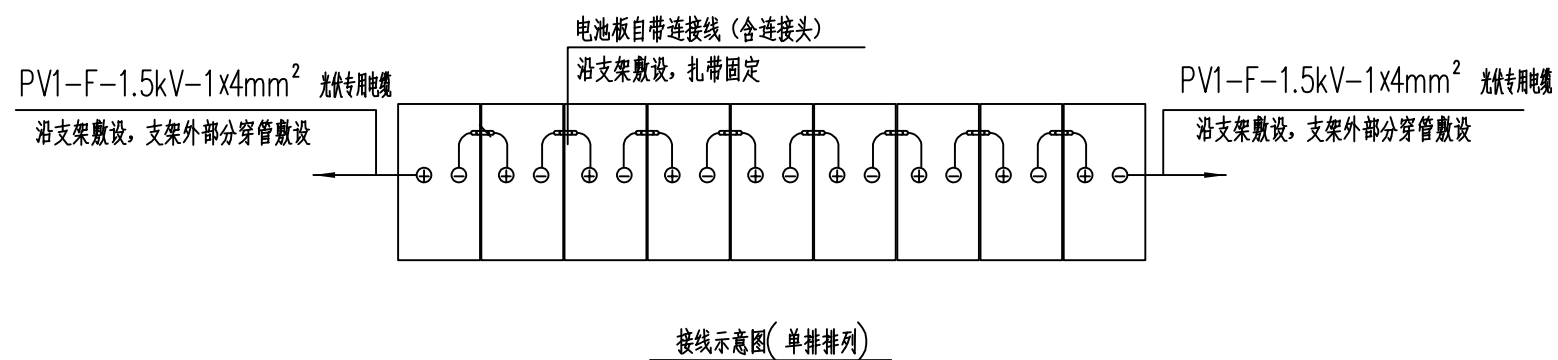 电池板自带连接线（含连接头）
沿支架敷设，扎带固定
PV1-F-1.5kV-1x4mm² 光伏专用电缆
沿支架敷设，支架外部分穿管敷设
PV1-F-1.5kV-1x4mm² 光伏专用电缆
沿支架敷设，支架外部分穿管敷设
接线示意图(单排排列)